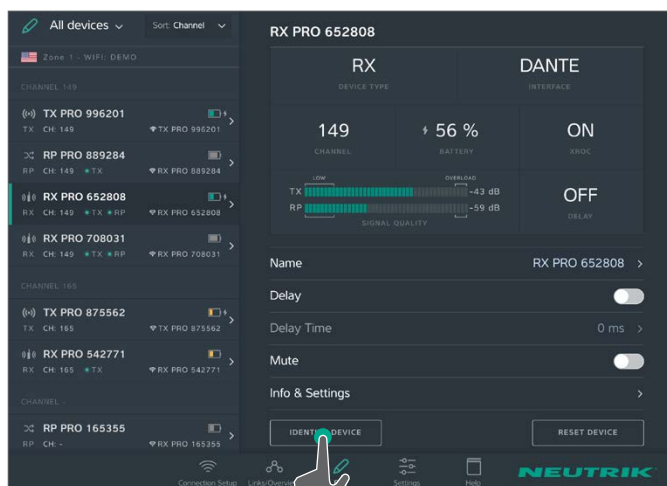 All devices
Sort: Channel
Zone 1 - WIFI: DEMO
CHANNEL 149
TX PRO 996201
TX CH: 149 TX PRO 996201
RP PRO 889284
RP CH: 149 TX RX PRO 889284
RX PRO 652808
RX CH: 149 TX RP RX PRO 652808
RX PRO 708031
RX CH: 149 TX RP RX PRO 708031
CHANNEL 165
TX PRO 875562
TX CH: 165 TX PRO 875562
RX PRO 542771
RX CH: 165 TX RX PRO 542771
CHANNEL -
RP PRO 165355
RP CH: - RX PRO 165355
RX PRO 652808
RX DANTE
DEVICE TYPE INTERFACE
149 56 % ON
CHANNEL BATTERY XROC
LOW OVERLOAD
TX -43 dB
RP -59 dB
SIGNAL QUALITY
OFF
DELAY
Name RX PRO 652808
Delay
Delay Time 0 ms
Mute
Info & Settings
DEVICE RESET DEVICE
Connection Setup Links/Overview Settings Help
NEUTRIK